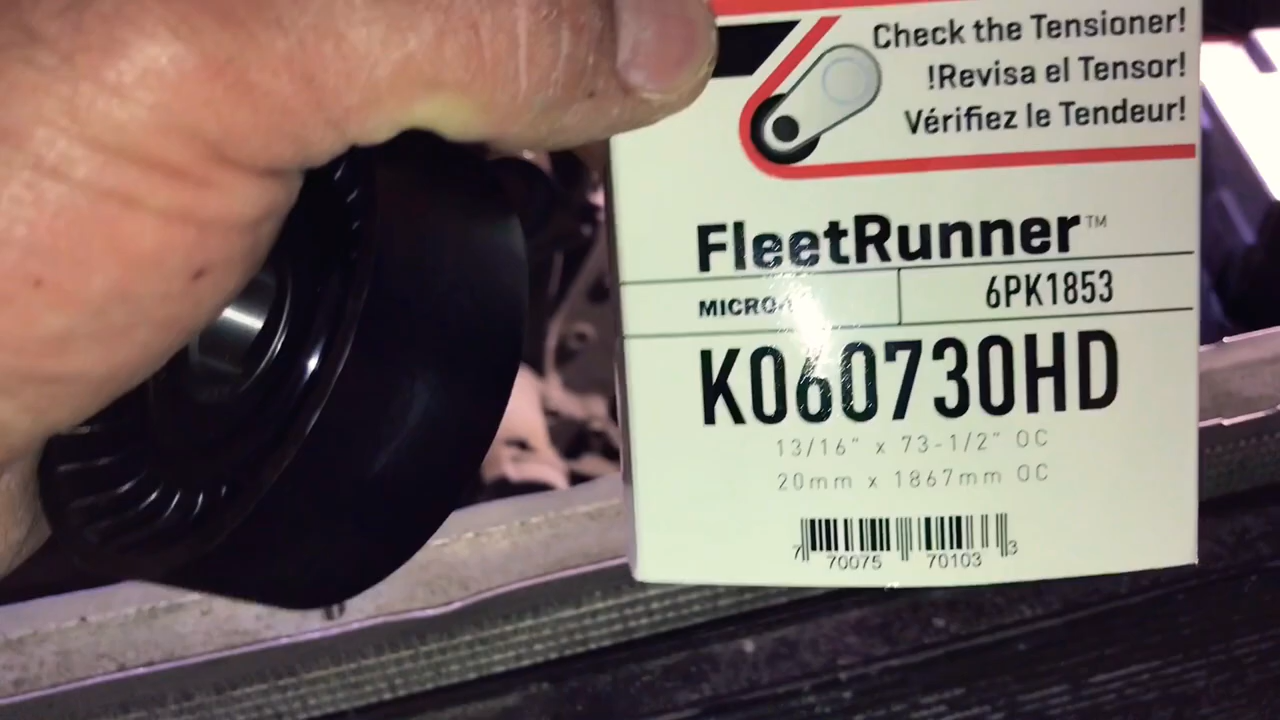 Check the Tensioner!
!Revisa el Tensor!
Vérifiez le Tendeur!
FleetRunner™
MICRO-
6PK1853
K060730HD
13/16" x 73-1/2" OC
20mm x 1867mm OC
7 70075 70103 3